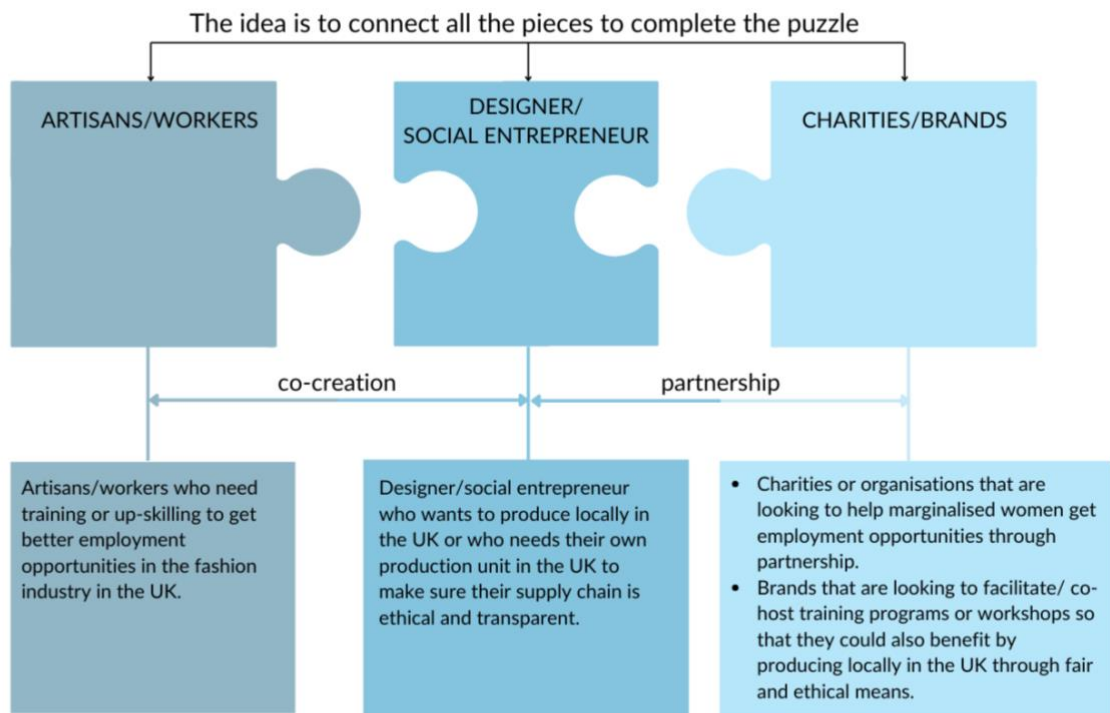 The idea is to connect all the pieces to complete the puzzle
ARTISANS/WORKERS
DESIGNER/
SOCIAL ENTREPRENEUR
CHARITIES/BRANDS
co-creation
partnership
Artisans/workers who need
training or up-skilling to get
better employment
opportunities in the fashion
industry in the UK.
Designer/social entrepreneur
who wants to produce locally in
the UK or who needs their own
production unit in the UK to
make sure their supply chain is
ethical and transparent.
• Charities or organisations that are
looking to help marginalised women get
employment opportunities through
partnership.
• Brands that are looking to facilitate/ co-
host training programs or workshops so
that they could also benefit by
producing locally in the UK through fair
and ethical means.